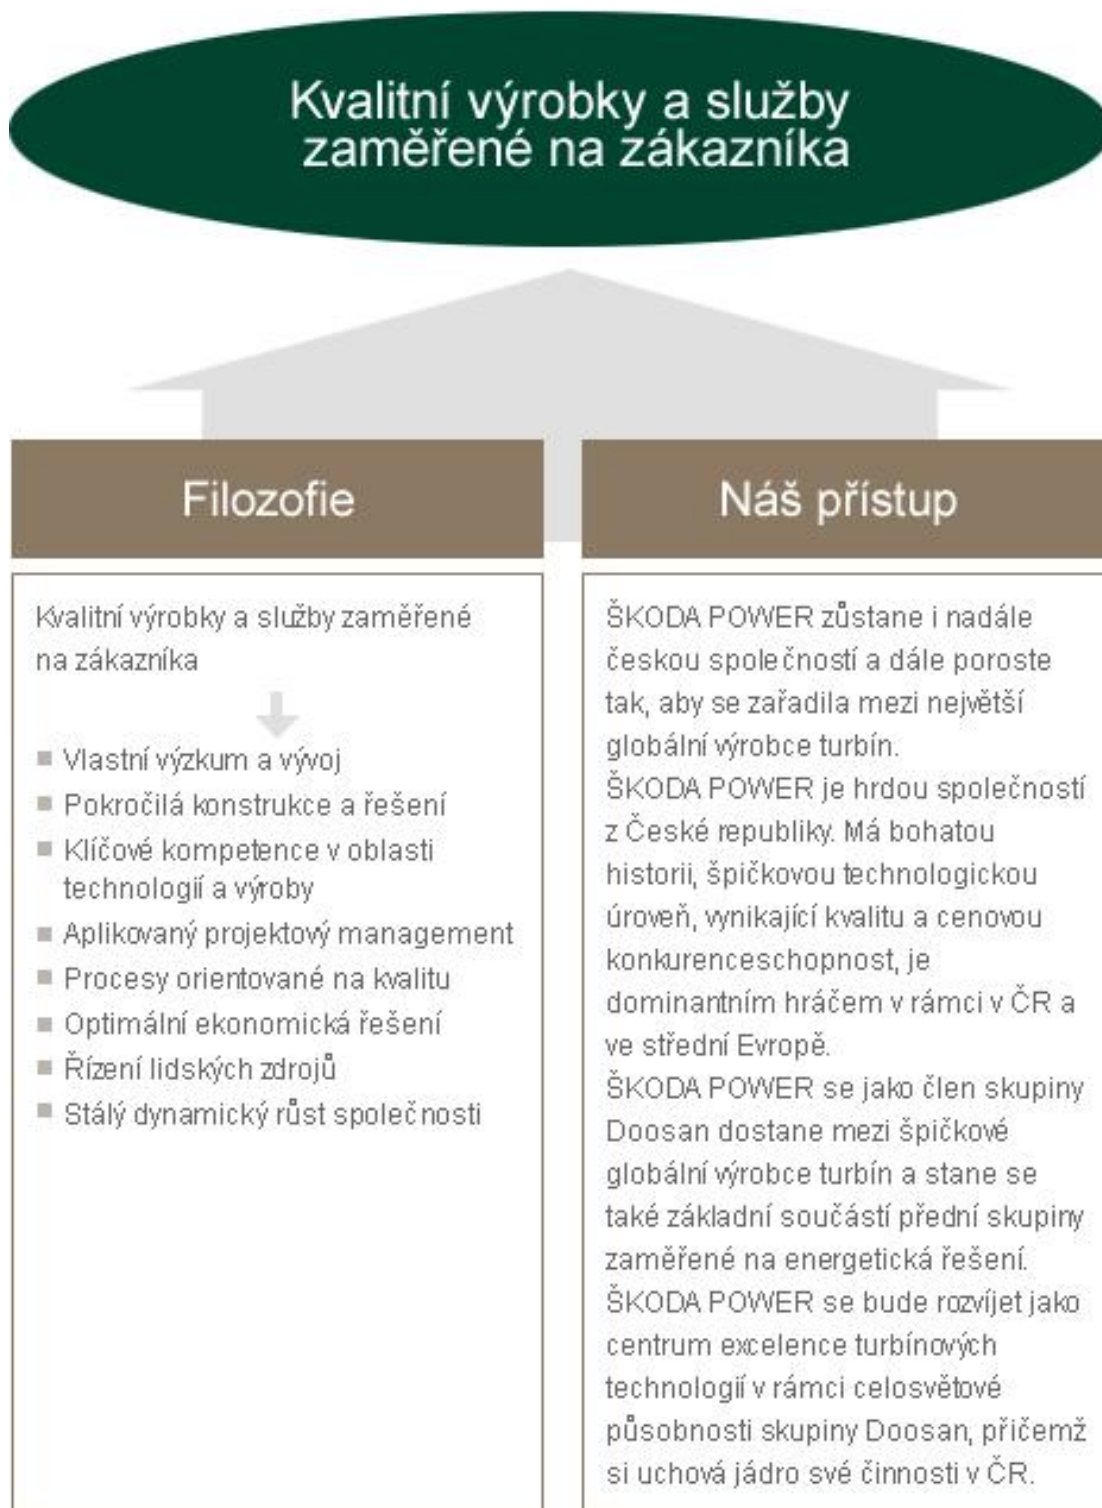 Kvalitní výrobky a služby
zaměřené na zákazníka
Filozofie
Kvalitní výrobky a služby zaměřené
na zákazníka
Vlastní výzkum a vývoj
Pokročilá konstrukce a řešení
Klíčové kompetence v oblasti
technologií a výroby
Aplikovaný projektový management
Procesy orientované na kvalitu
Optimální ekonomická řešení
Řízení lidských zdrojů
Stálý dynamický růst společnosti
Náš přístup
ŠKODA POWER zůstane i nadále
českou společností a dále poroste
tak, aby se zařadila mezi největší
globální výrobce turbín.
ŠKODA POWER je hrdou společností
z České republiky. Má bohatou
historii, špičkovou technologickou
úroveň, vynikající kvalitu a cenovou
konkurenceschopnost, je
dominantním hráčem v rámci v ČR a
ve střední Evropě.
ŠKODA POWER se jako člen skupiny
Doosan dostane mezi špičkové
globální výrobce turbín a stane se
také základní součástí přední skupiny
zaměřené na energetická řešení.
ŠKODA POWER se bude rozvíjet jako
centrum excelence turbínových
technologií v rámci celosvětové
působnosti skupiny Doosan, přičemž
si uchová jádro své činnosti v ČR.